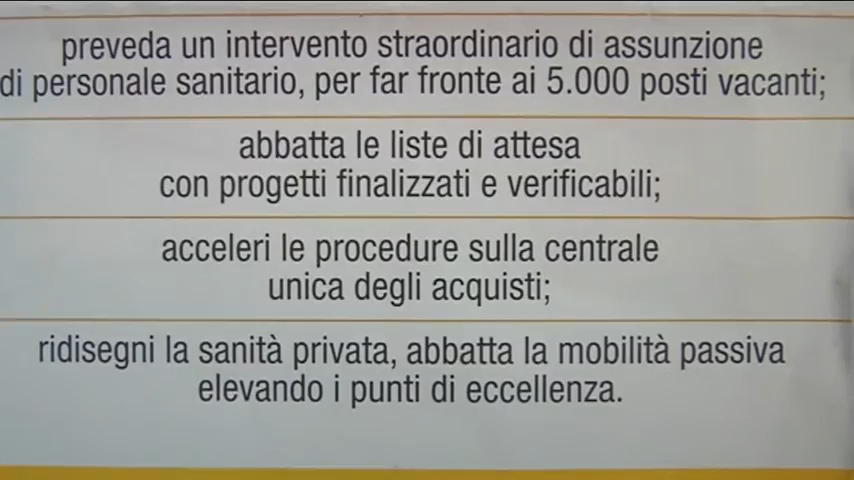 preveda un intervento straordinario di assunzione
di personale sanitario, per far fronte ai 5.000 posti vacanti;
abbatta le liste di attesa
con progetti finalizzati e verificabili;
acceleri le procedure sulla centrale
unica degli acquisti;
ridisegni la sanità privata, abbatta la mobilità passiva
elevando i punti di eccellenza.